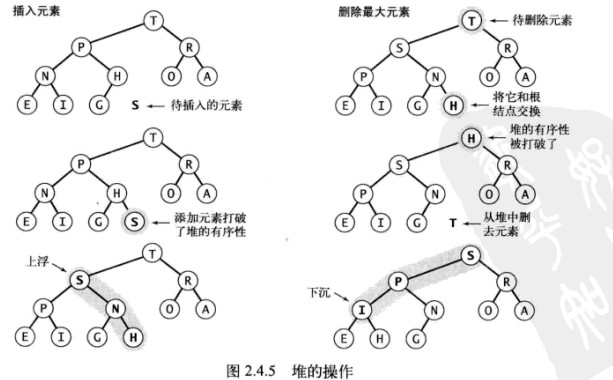 插入元素
T
P R
N H O A
E I G S 待插入的元素
T
P R
N H O A
E I G S 添加元素打破
了堆的有序性
上浮 T
S R
P N O A
E I G H
删除最大元素
T 待删除元素
S R
P N O A
E I G H 将它和根
结点交换
H 堆的有序性
被打破了
S R
P N O A
E I G T 从堆中删
去元素
S
P R
下沉 I N O A
E H G
图 2.4.5 堆的操作